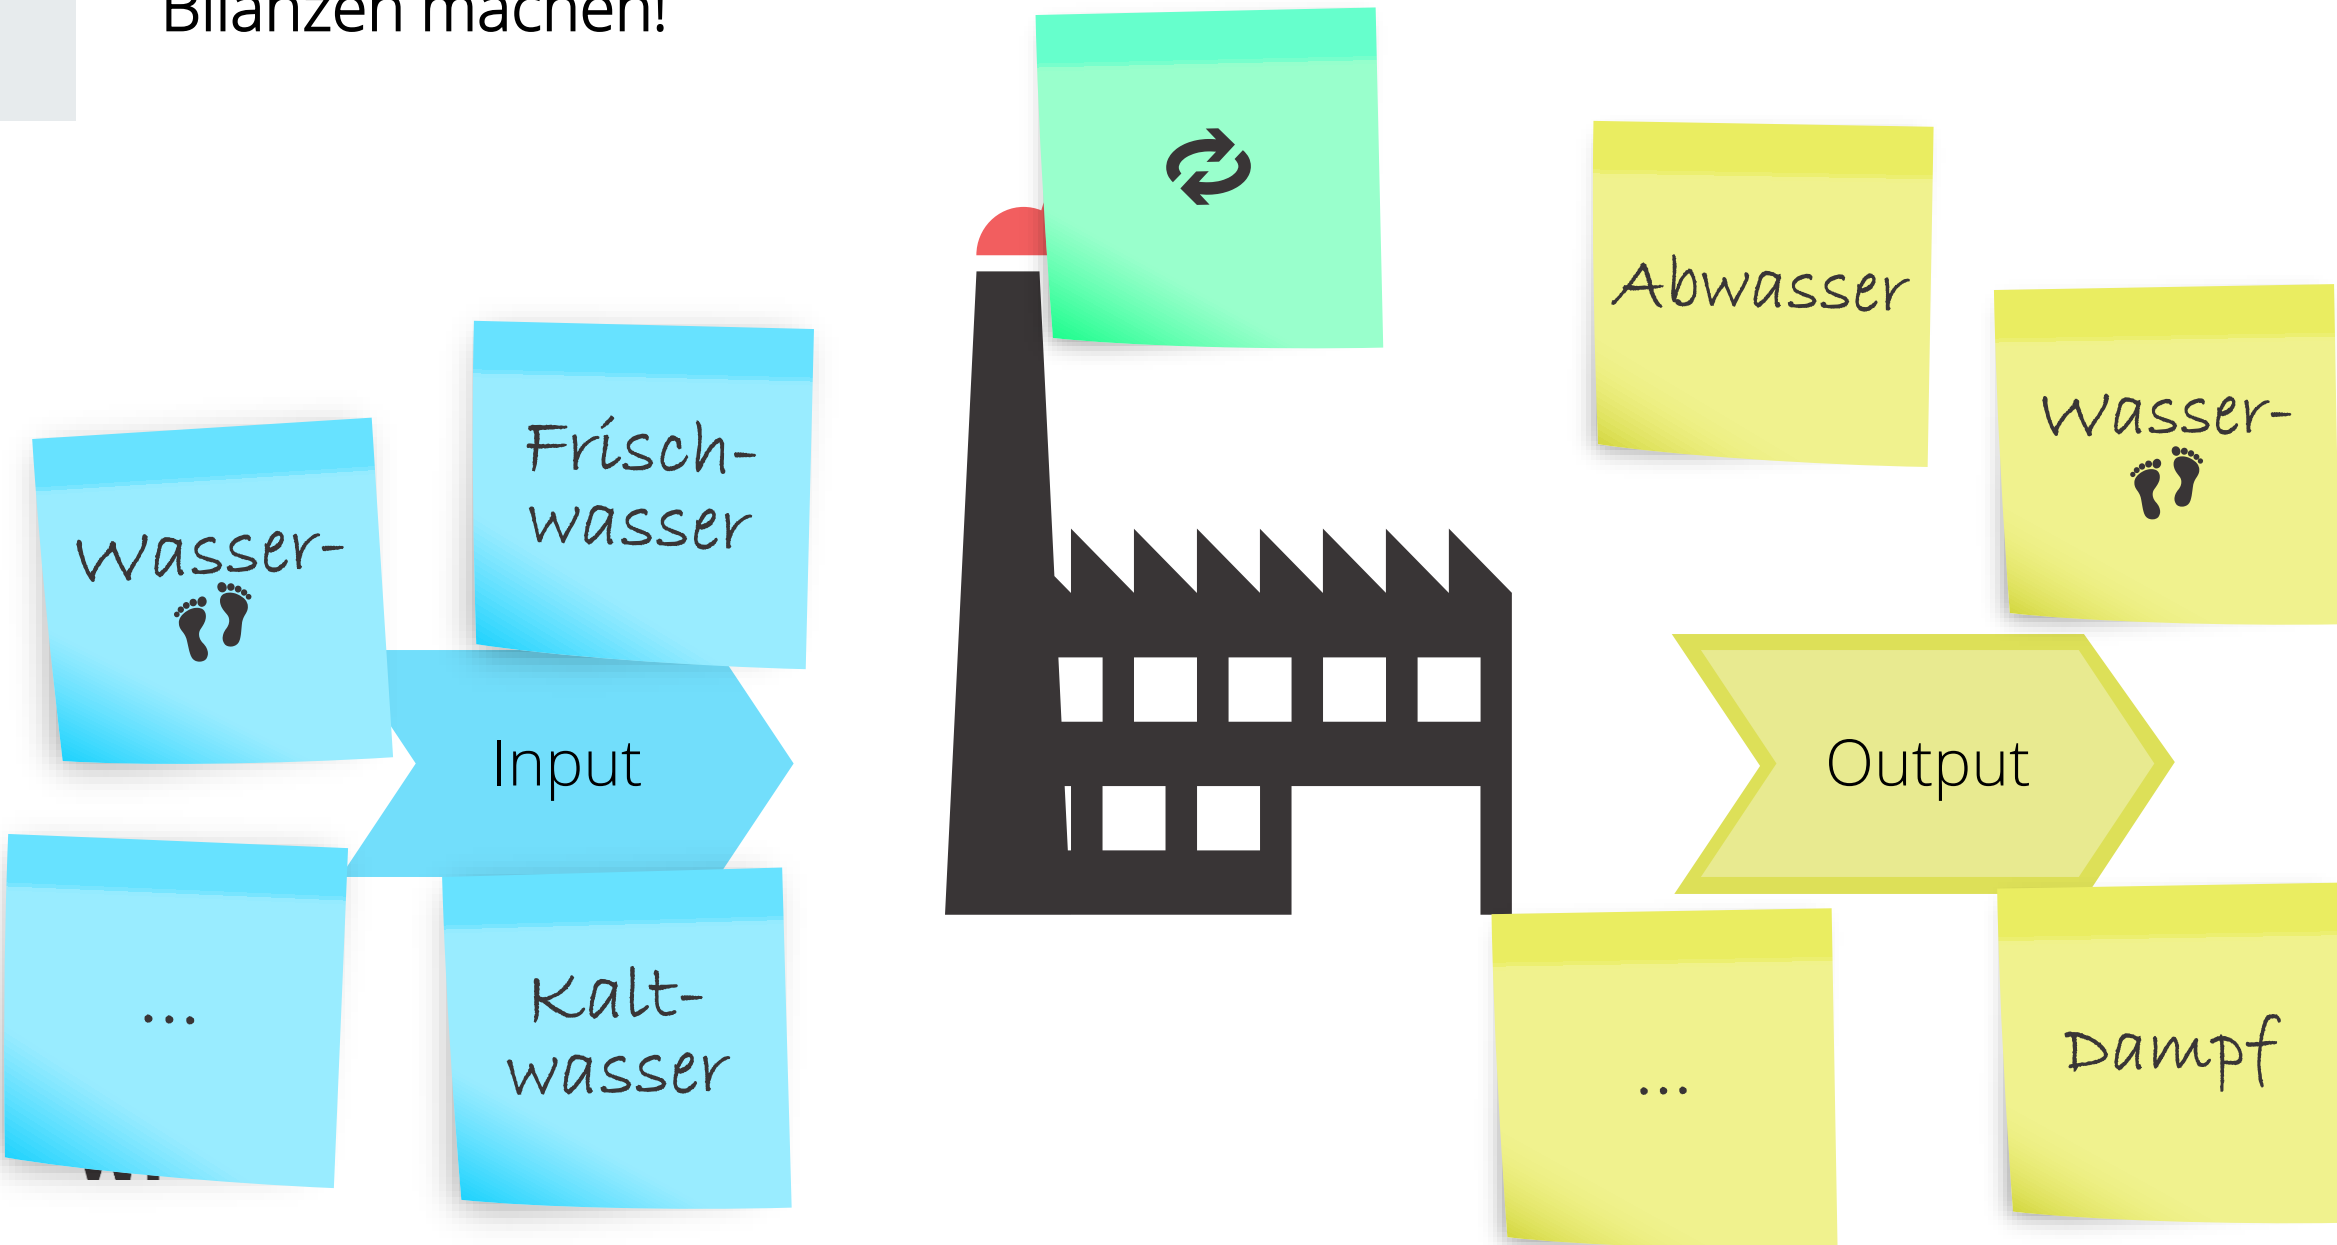 Bilanzen machen!
Abwasser
Wasser-
Frisch-
wasser
Wasser-
Input
Output
...
Kalt-
wasser
...
Dampf